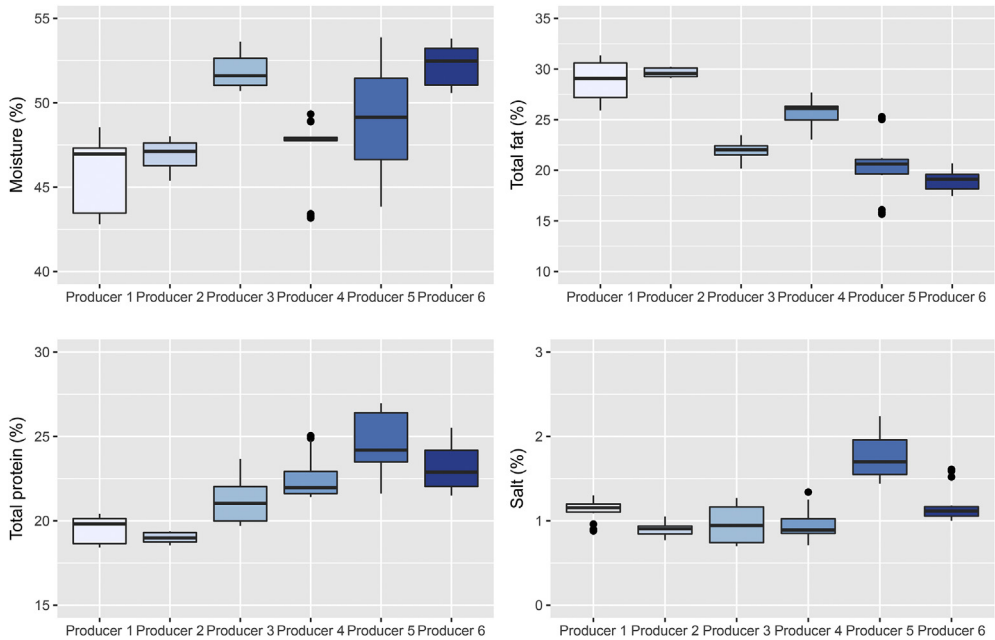 Moisture (%)
55
50
45
40
Producer 1 Producer 2 Producer 3 Producer 4 Producer 5 Producer 6
Total fat (%)
35
30
25
20
15
10
Producer 1 Producer 2 Producer 3 Producer 4 Producer 5 Producer 6
Total protein (%)
30
25
20
15
Producer 1 Producer 2 Producer 3 Producer 4 Producer 5 Producer 6
Salt (%)
3
2
1
0
Producer 1 Producer 2 Producer 3 Producer 4 Producer 5 Producer 6